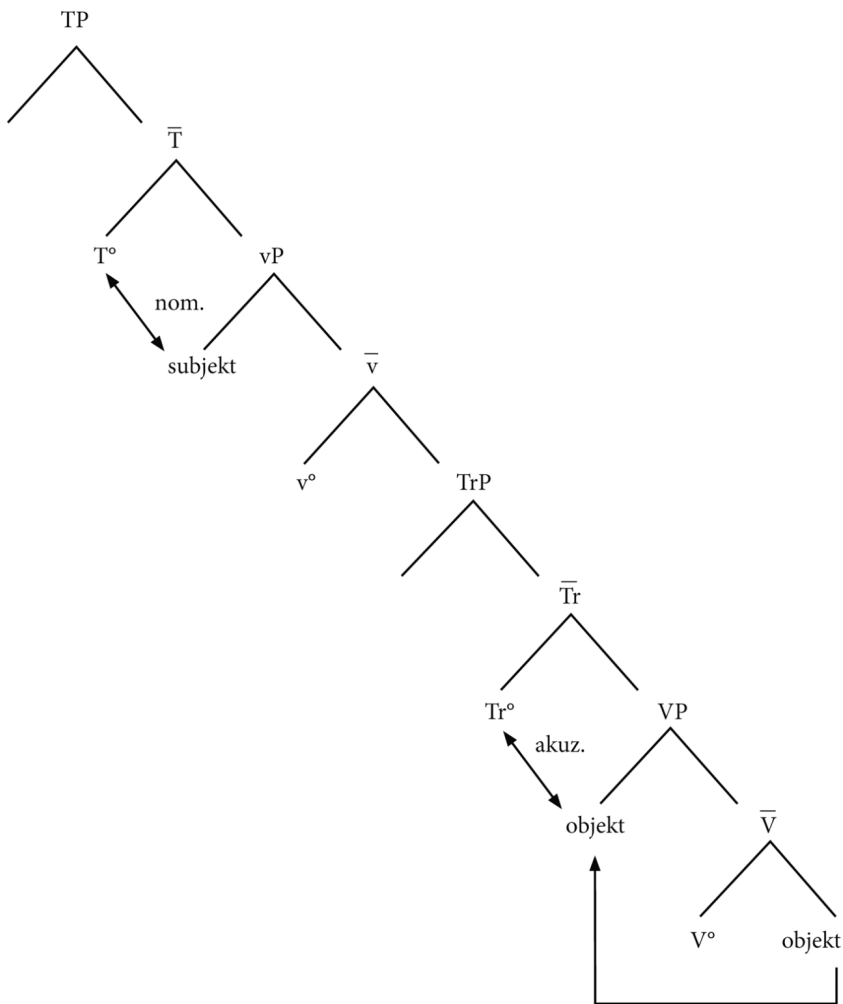 TP
T̅
T° vP
nom.
subjekt v̅
v° TrP
T̅r
Tr° VP
akuz.
objekt V̅
V° objekt